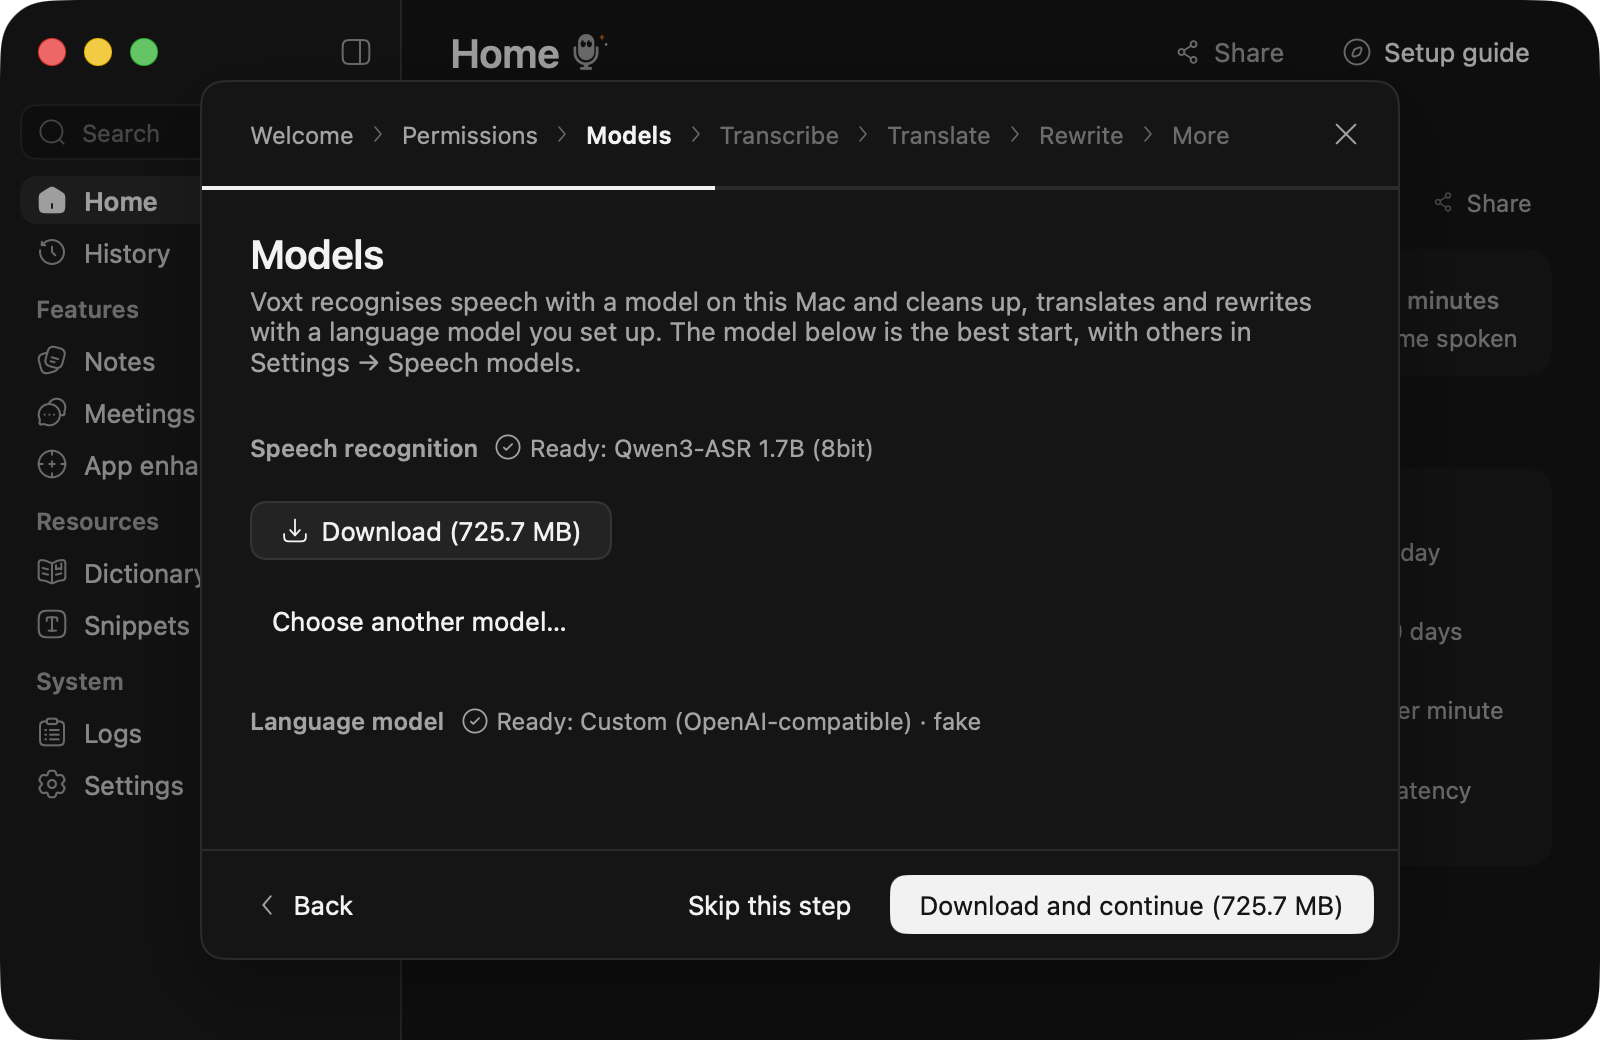 Home
Share
Setup guide
Search
Home
History
Features
Notes
Meetings
App enha
Resources
Dictionary
Snippets
System
Logs
Settings
Welcome
Permissions
Models
Transcribe
Translate
Rewrite
More
Models
Voxt recognises speech with a model on this Mac and cleans up, translates and rewrites
with a language model you set up. The model below is the best start, with others in
Settings → Speech models.
Speech recognition Ready: Qwen3-ASR 1.7B (8bit)
Download (725.7 MB)
Choose another model...
Language model Ready: Custom (OpenAI-compatible) · fake
Back
Skip this step
Download and continue (725.7 MB)
Share
minutes
me spoken
day
days
er minute
atency